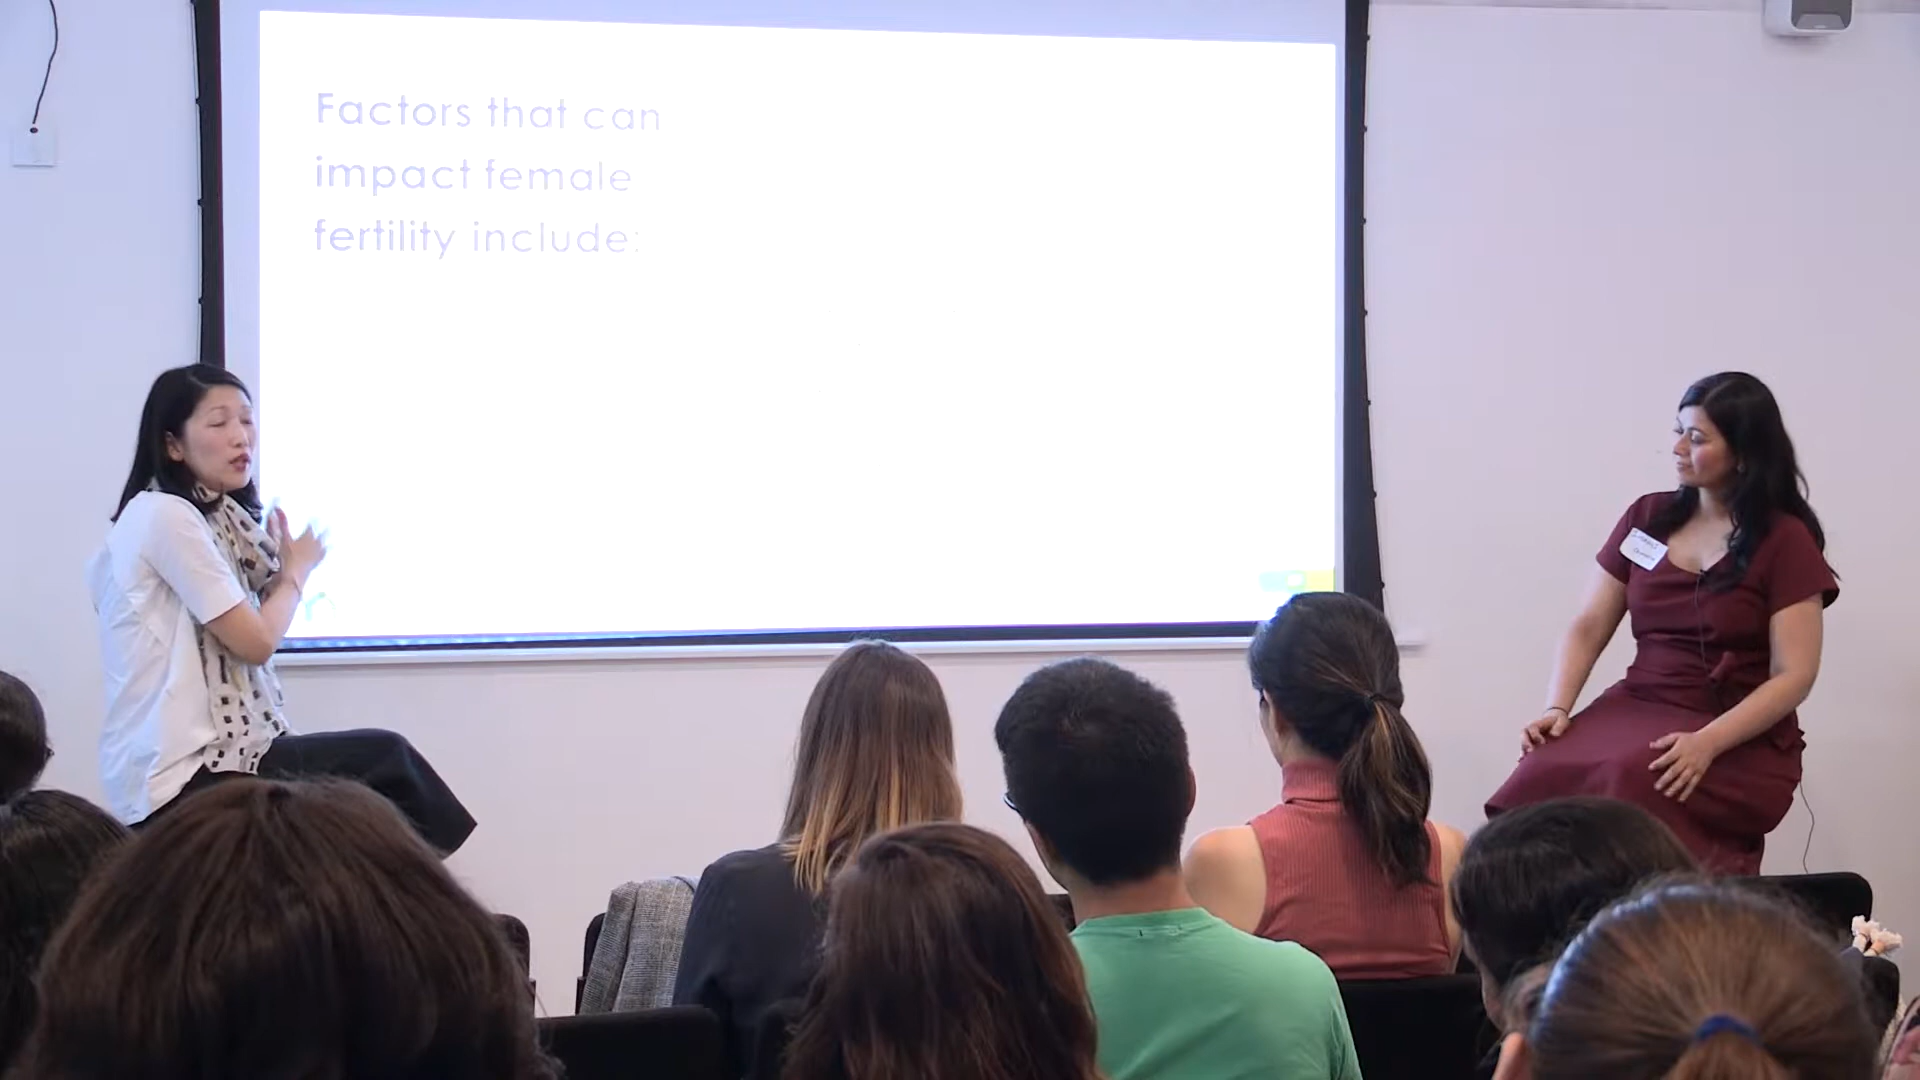 Factors that can
impact female
fertility include: